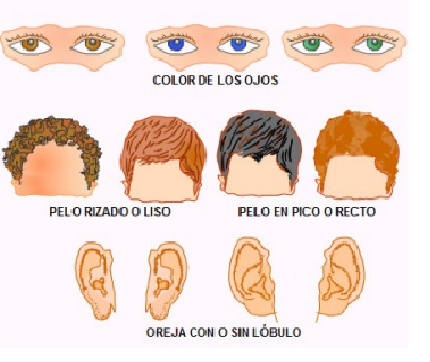 COLOR DE LOS OJOS
PELO RIZADO O LISO
PELO EN PICO O RECTO
OREJA CON O SIN LÓBULO